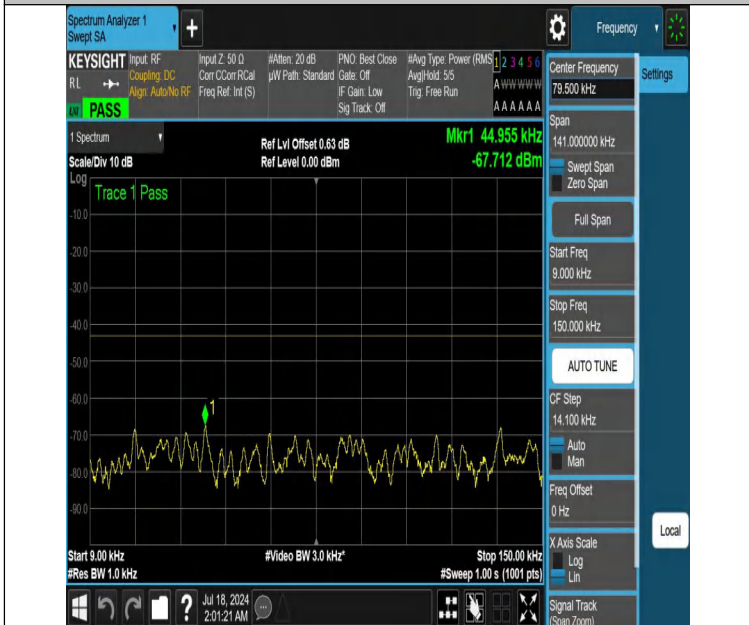 Spectrum Analyzer 1
Swept SA
+
Frequency
KEYSIGHT
RL
LXI
PASS
Input: RF
Coupling: DC
Align: Auto/No RF
Input Z: 50 Ω
Corr CCorr RCal
Freq Ref: Int (S)
#Atten: 20 dB
µW Path: Standard
PNO: Best Close
Gate: Off
IF Gain: Low
Sig Track: Off
#Avg Type: Power (RMS
Avg|Hold: 5/5
Trig: Free Run
1 2 3 4 5 6
A W W W W W
A A A A A A
1 Spectrum
Scale/Div 10 dB
Ref Lvl Offset 0.63 dB
Ref Level 0.00 dBm
Mkr1 44.955 kHz
-67.712 dBm
Log
Trace 1 Pass
-10.0
-20.0
-30.0
-40.0
-50.0
-60.0
-70.0
-80.0
-90.0
1
Start 9.00 kHz
#Res BW 1.0 kHz
#Video BW 3.0 kHz*
Stop 150.00 kHz
#Sweep 1.00 s (1001 pts)
?
Jul 18, 2024
2:01:21 AM
Center Frequency
79.500 kHz
Span
141.000000 kHz
Swept Span
Zero Span
Full Span
Start Freq
9.000 kHz
Stop Freq
150.000 kHz
AUTO TUNE
CF Step
14.100 kHz
Auto
Man
Freq Offset
0 Hz
X Axis Scale
Log
Lin
Signal Track
(Span Zoom)
Settings
Local